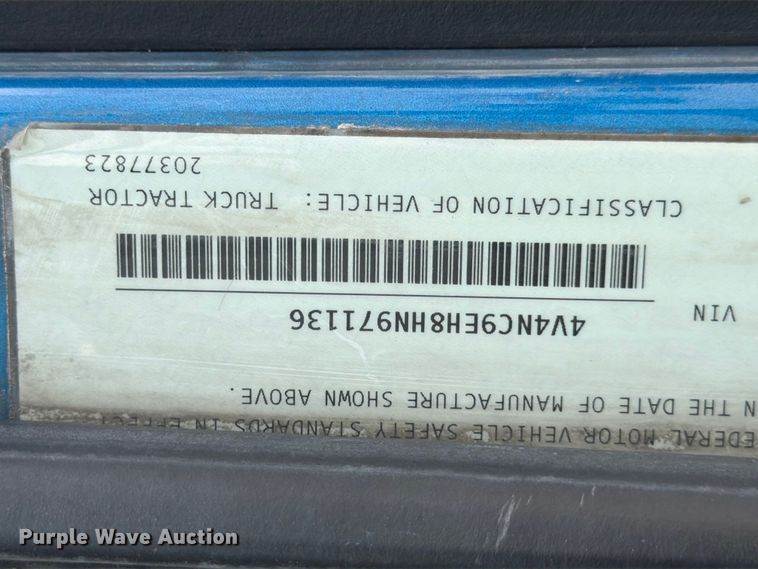 EDERAL MOTOR VEHICLE SAFETY STANDARDS IN EFFECT
N THE DATE OF MANUFACTURE SHOWN ABOVE.
VIN 4V4NC9EH8HN971136
CLASSIFICATION OF VEHICLE: TRUCK TRACTOR
20377823
Purple Wave Auction